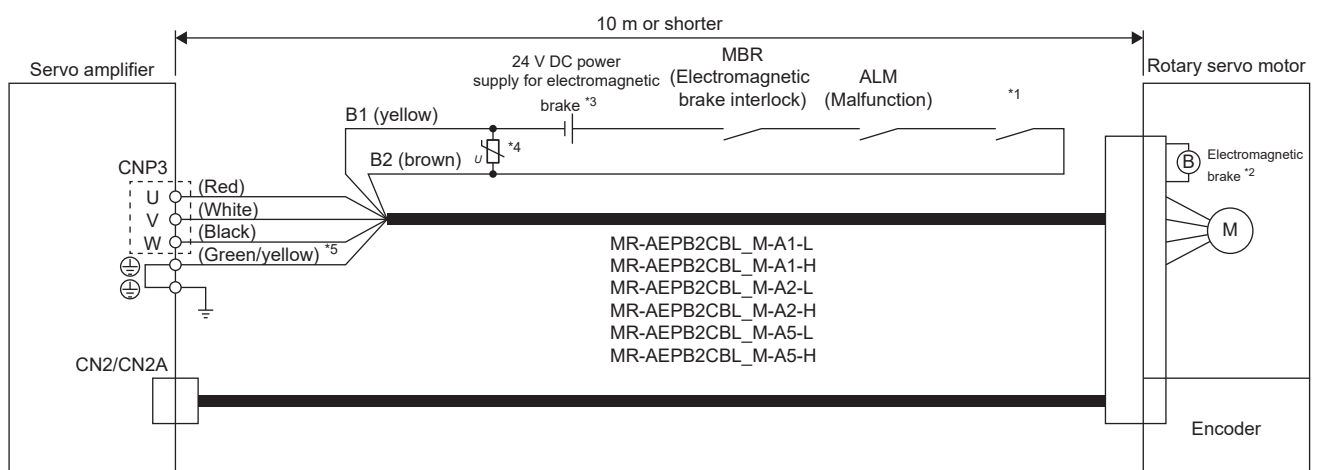 10 m or shorter
Servo amplifier
24 V DC power
supply for electromagnetic
brake *3
MBR
(Electromagnetic
brake interlock)
ALM
(Malfunction)
*1
Rotary servo motor
B1 (yellow)
*4
U
B2 (brown)
B
Electromagnetic
brake *2
CNP3
U
(Red)
V
(White)
W
(Black)
(Green/yellow) *5
M
MR-AEPB2CBL_M-A1-L
MR-AEPB2CBL_M-A1-H
MR-AEPB2CBL_M-A2-L
MR-AEPB2CBL_M-A2-H
MR-AEPB2CBL_M-A5-L
MR-AEPB2CBL_M-A5-H
CN2/CN2A
Encoder